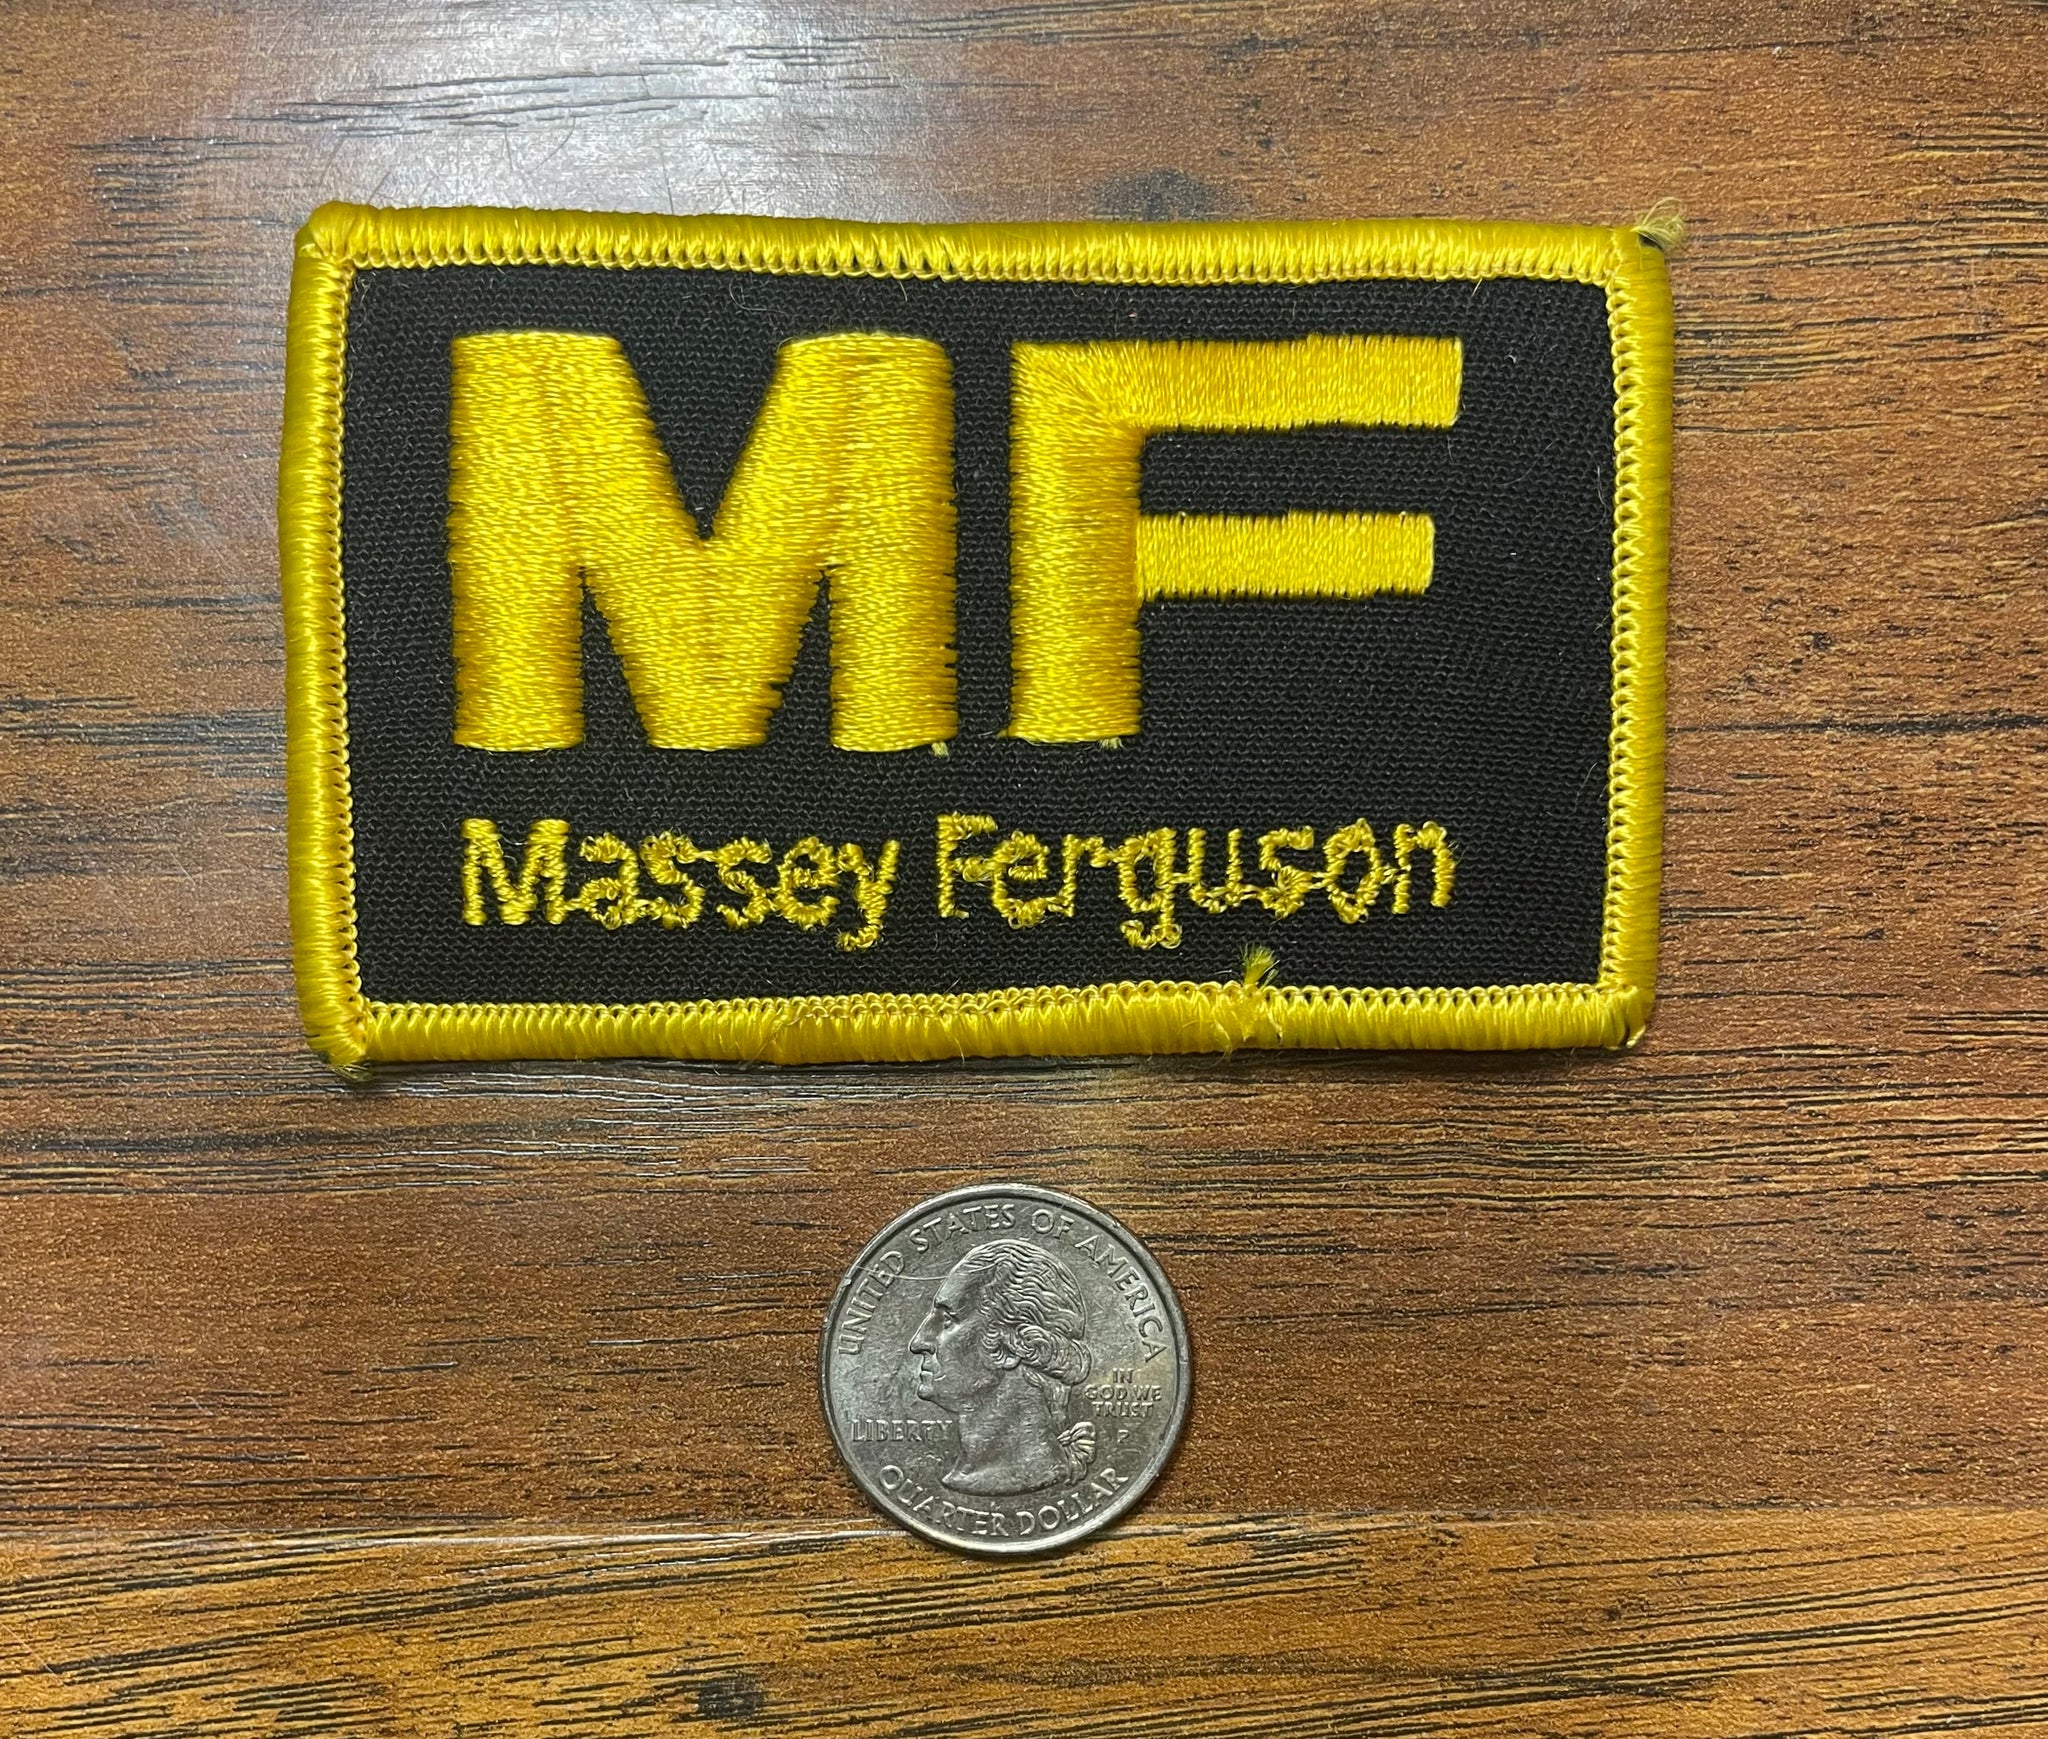 MF
Massey Ferguson
UNITED STATES OF AMERICA
IN
GOD WE
TRUST
LIBERTY
P
QUARTER DOLLAR